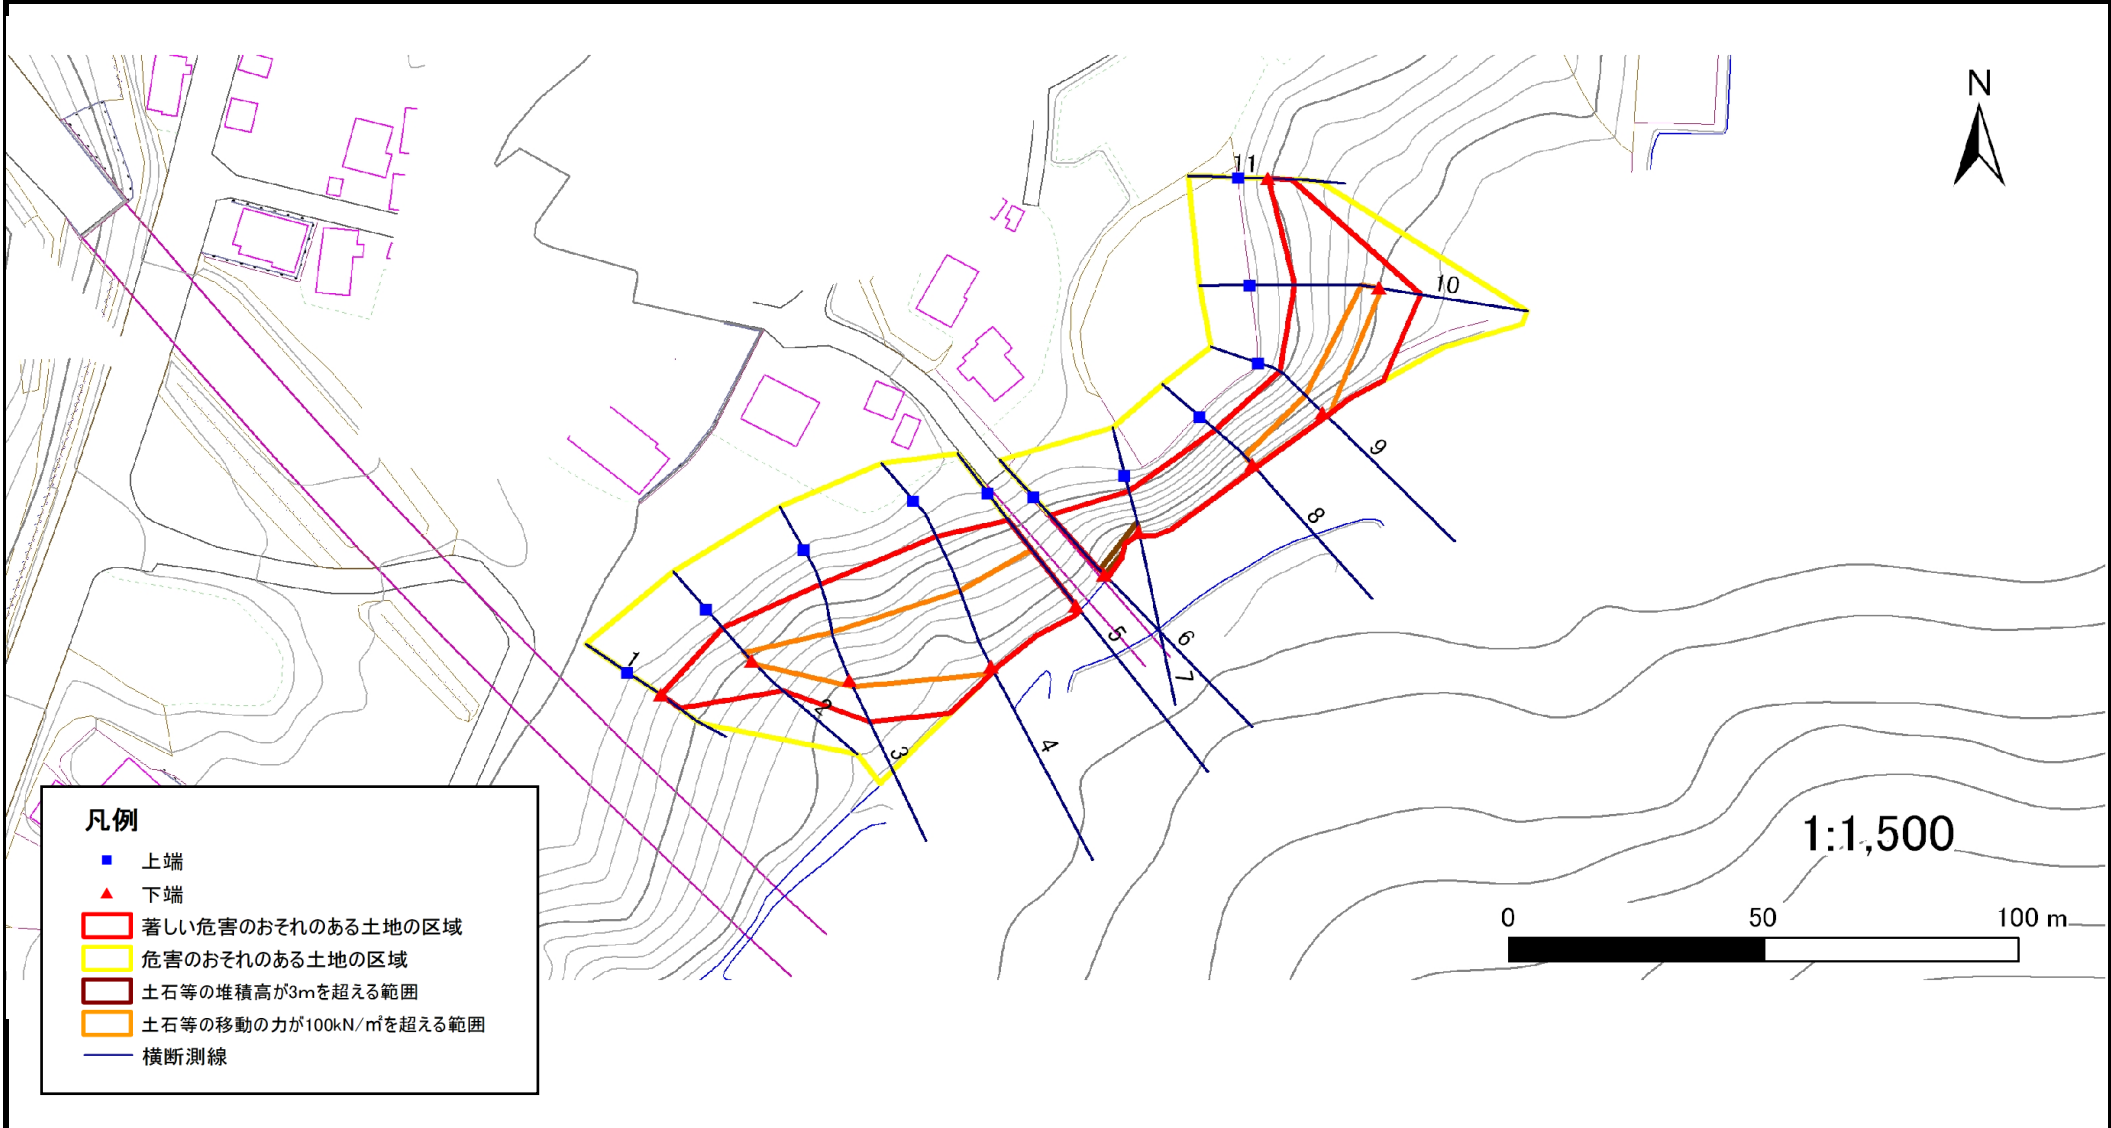 N
11
10
9
8
1
5
6
7
2
3
4
1:1,500
0 50 100 m
凡例
上端
下端
著しい危害のおそれのある土地の区域
危害のおそれのある土地の区域
土石等の堆積高が3mを超える範囲
土石等の移動の力が100kN/㎡を超える範囲
横断測線